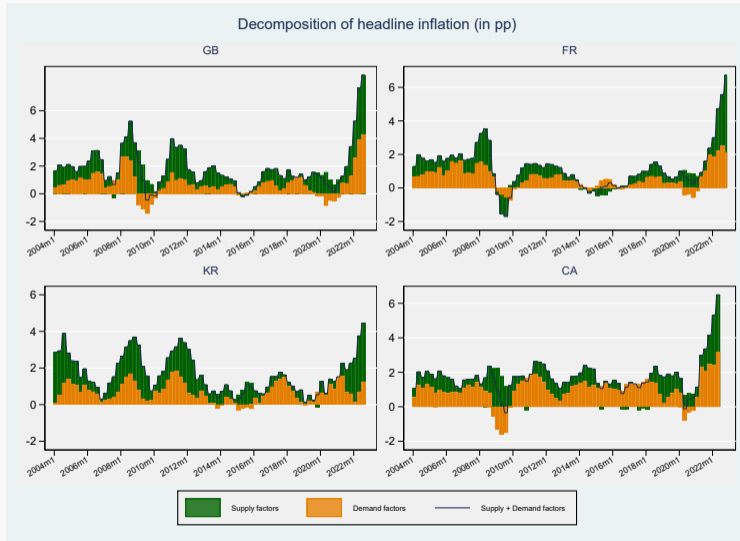 Decomposition of headline inflation (in pp)
GB
6
4
2
0
-2
2004m1 2006m1 2008m1 2010m1 2012m1 2014m1 2016m1 2018m1 2020m1 2022m1
FR
6
4
2
0
-2
2004m1 2006m1 2008m1 2010m1 2012m1 2014m1 2016m1 2018m1 2020m1 2022m1
KR
6
4
2
0
-2
2004m1 2006m1 2008m1 2010m1 2012m1 2014m1 2016m1 2018m1 2020m1 2022m1
CA
6
4
2
0
-2
2004m1 2006m1 2008m1 2010m1 2012m1 2014m1 2016m1 2018m1 2020m1 2022m1
Supply factors Demand factors Supply + Demand factors